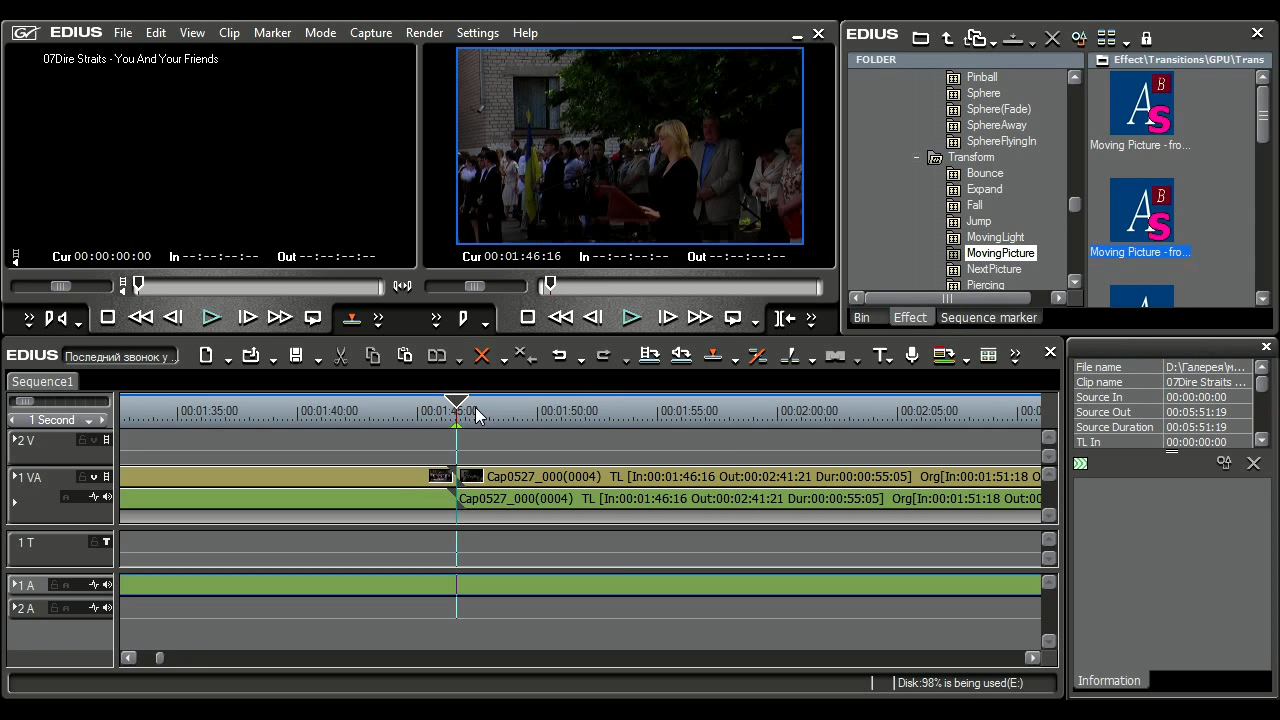 EDIUS File Edit View Clip Marker Mode Capture Render Settings Help
07Dire Straits - You And Your Friends
Cur 00:00:00:00 In --:--:--:-- Out --:--:--:--
Cur 00:01:46:16 In --:--:--:-- Out --:--:--:--
EDIUS
FOLDER
Effect\Transitions\GPU\Trans
Pinball
Sphere
Sphere(Fade)
SphereAway
SphereFlyingIn
Transform
Bounce
Expand
Fall
Jump
MovingLight
MovingPicture
NextPicture
Piercing
Moving Picture - fro...
Moving Picture - fro...
Bin Effect Sequence marker
EDIUS Последний звонок у...
Sequence1
1 Second
00:01:35:00 00:01:40:00 00:01:45:00 00:01:50:00 00:01:55:00 00:02:00:00 00:02:05:00
2 V
1 VA
Cap0527_000(0004) TL [In:00:01:46:16 Out:00:02:41:21 Dur:00:00:55:05] Org[In:00:01:51:18 O
Cap0527_000(0004) TL [In:00:01:46:16 Out:00:02:41:21 Dur:00:00:55:05] Org[In:00:01:51:18 Out:00
1 T
1 A
2 A
Disk:98% is being used(E:)
File name D:\Галерея\м...
Clip name 07Dire Straits ...
Source In 00:00:00:00
Source Out 00:05:51:19
Source Duration 00:05:51:19
TL In 00:00:00:00
Information